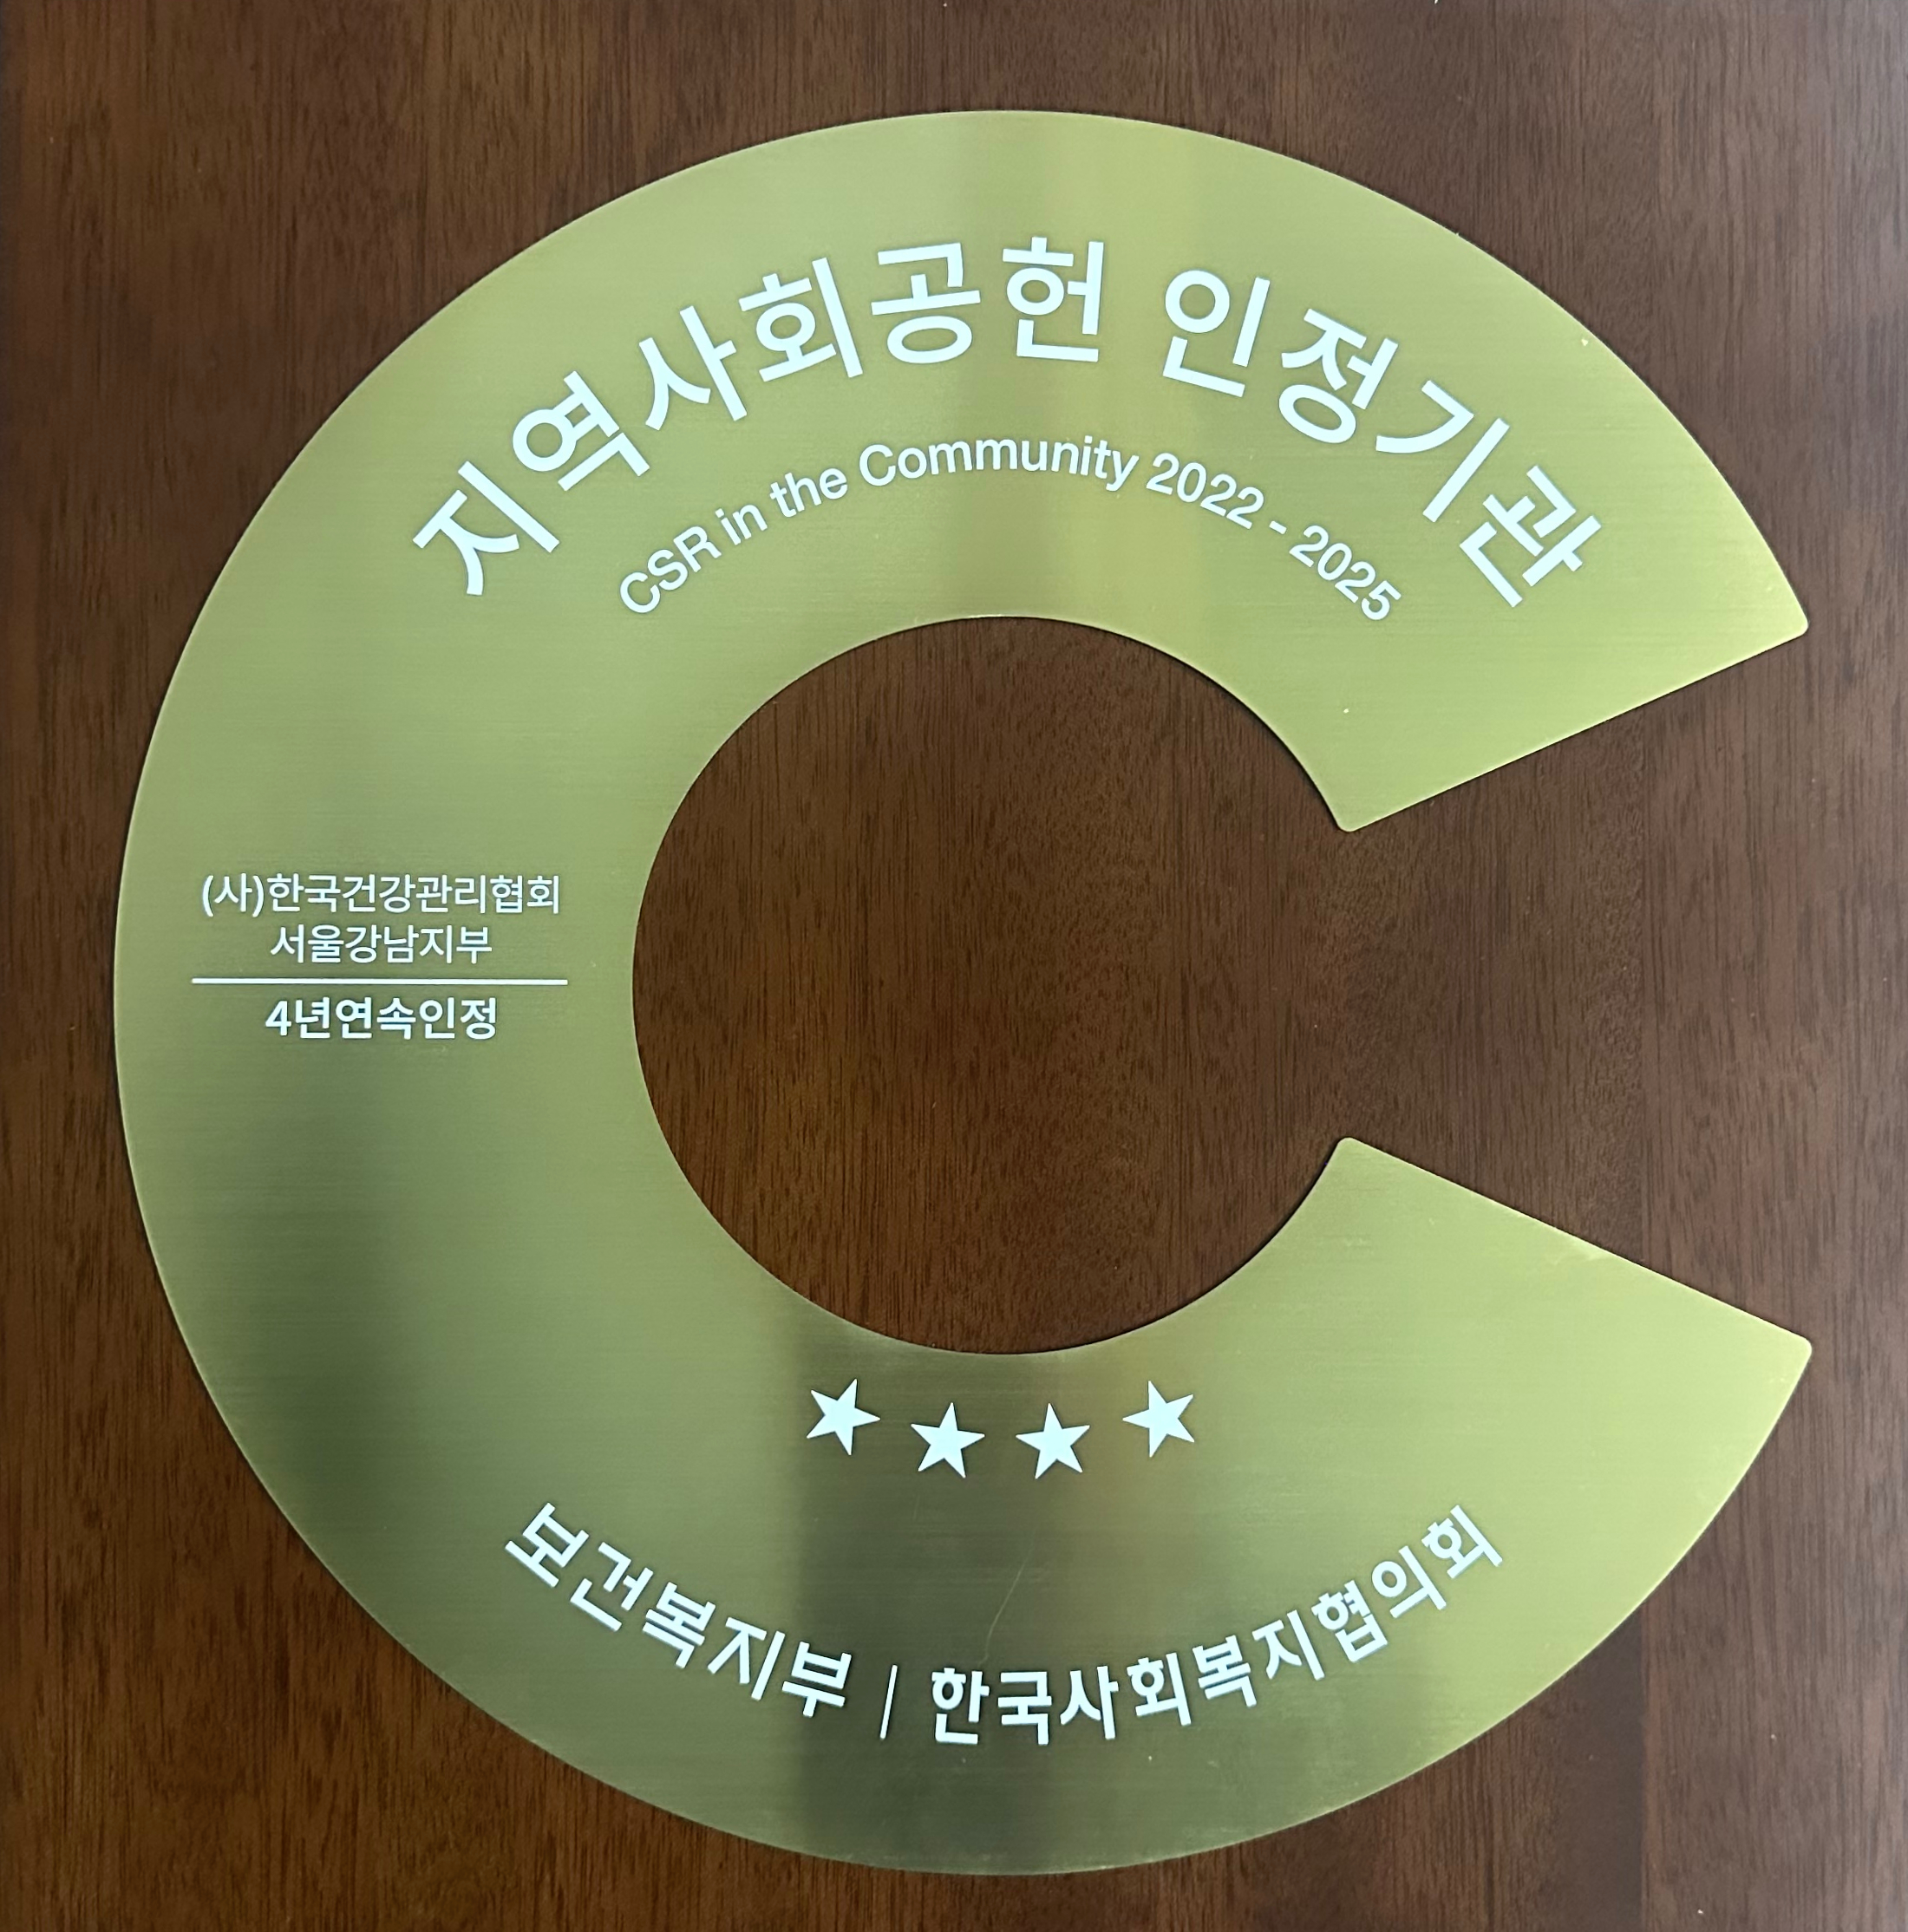 지역사회공헌 인정기관
CSR in the Community 2022 - 2025
(사)한국건강관리협회
서울강남지부
4년연속인정
★★★★
보건복지부 | 한국사회복지협의회